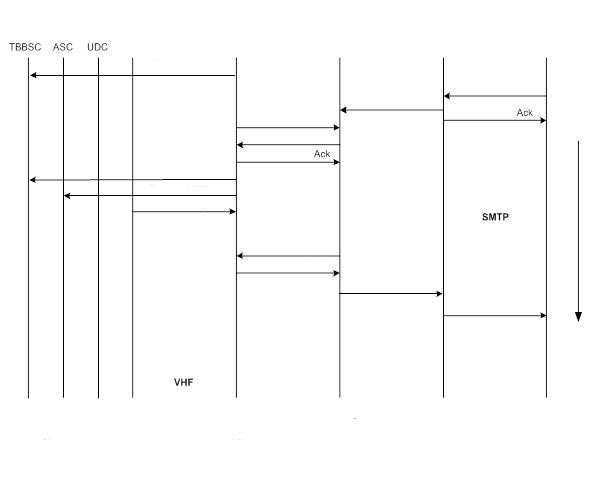 TBBSC ASC UDC
Ack
Ack
SMTP
VHF